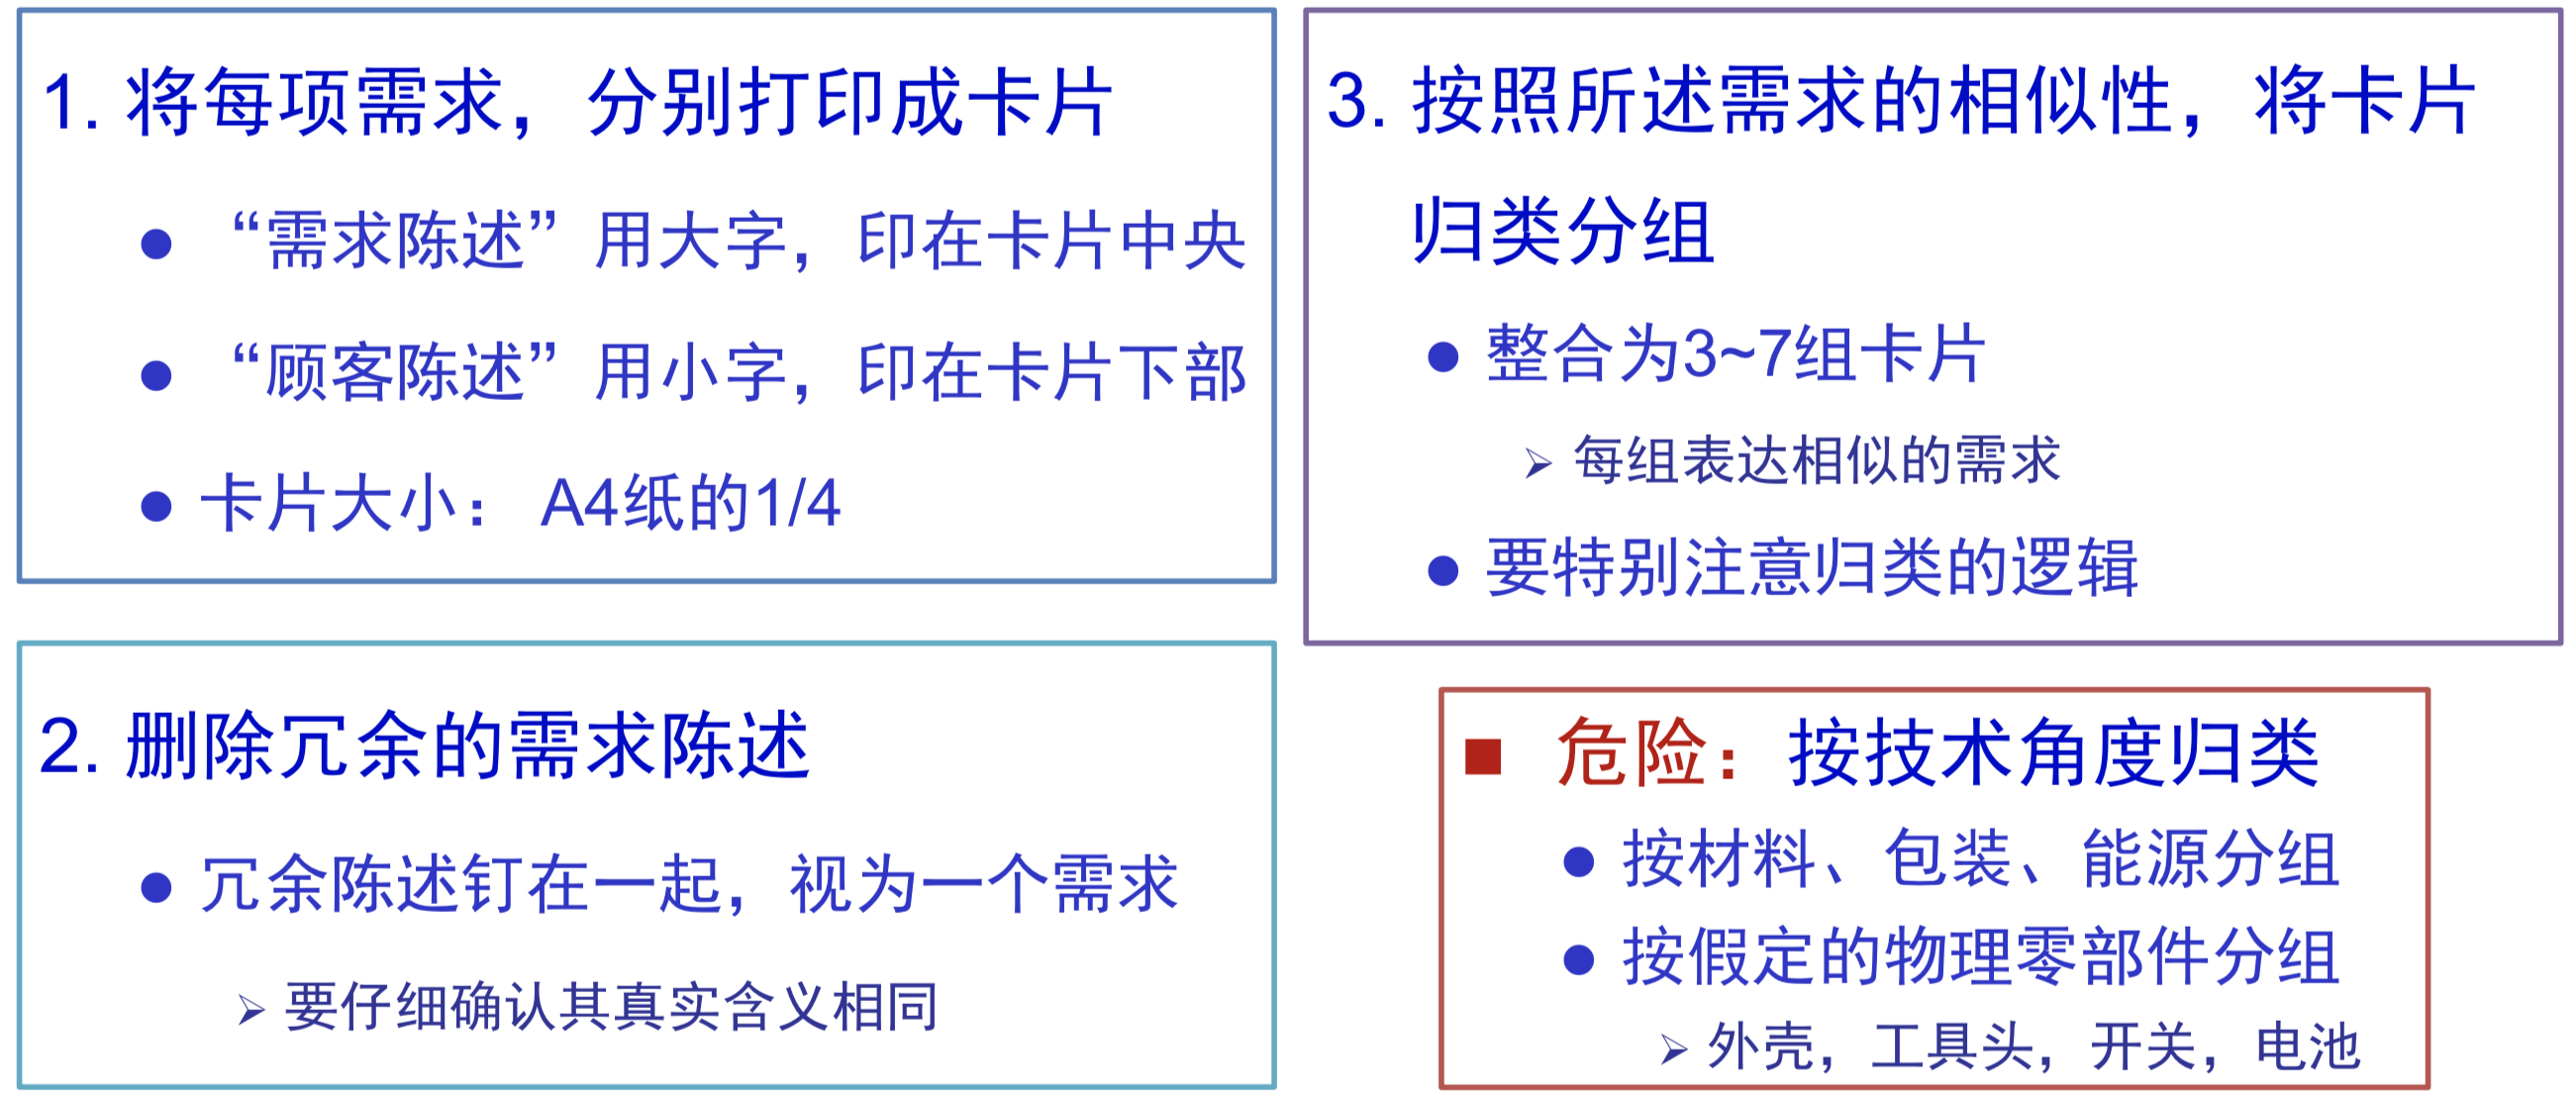 1. 将每项需求，分别打印成卡片
● “需求陈述”用大字，印在卡片中央
● “顾客陈述”用小字，印在卡片下部
● 卡片大小： A4纸的1/4
2. 删除冗余的需求陈述
● 冗余陈述钉在一起，视为一个需求
➢ 要仔细确认其真实含义相同
3. 按照所述需求的相似性，将卡片
归类分组
● 整合为3~7组卡片
➢ 每组表达相似的需求
● 要特别注意归类的逻辑
■ 危险：按技术角度归类
● 按材料、包装、能源分组
● 按假定的物理零部件分组
➢ 外壳，工具头，开关，电池